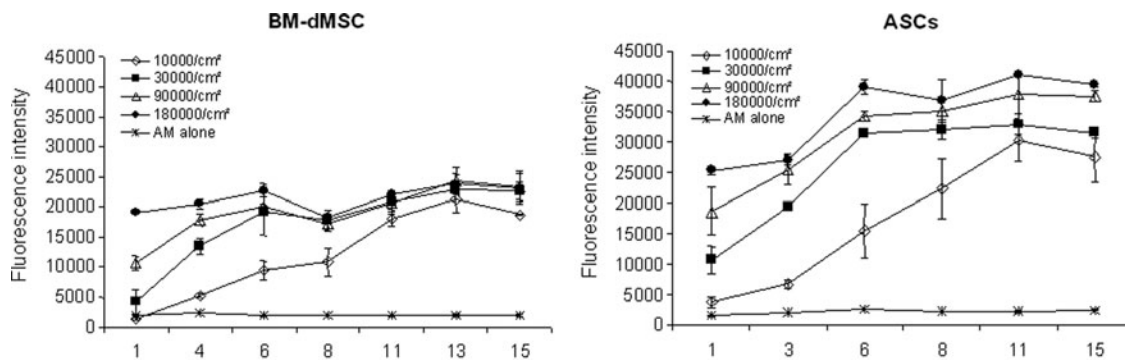 BM-dMSC
Fluorescence intensity
45000
40000
35000
30000
25000
20000
15000
10000
5000
0
10000/cm²
30000/cm²
90000/cm²
180000/cm²
AM alone
1 4 6 8 11 13 15
ASCs
Fluorescence intensity
45000
40000
35000
30000
25000
20000
15000
10000
5000
0
10000/cm²
30000/cm²
90000/cm²
180000/cm²
AM alone
1 3 6 8 11 15